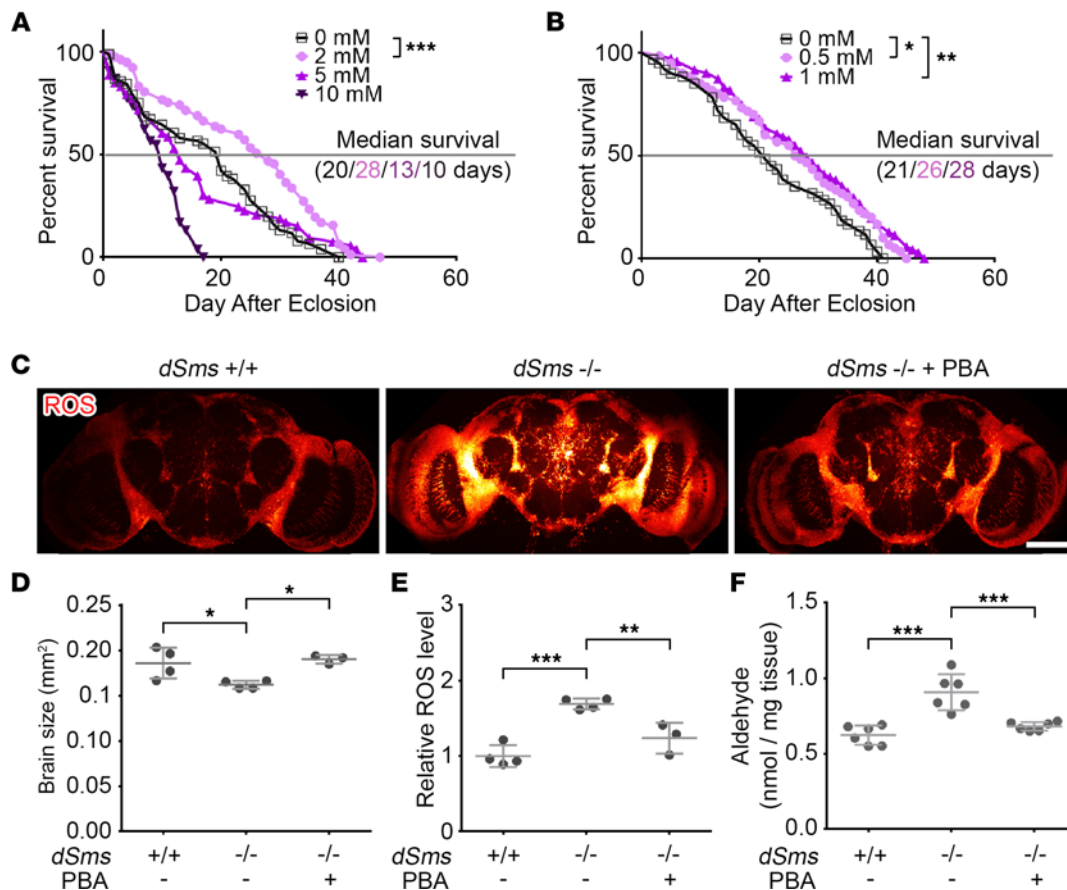 A
B
100
50
0
Percent survival
0 mM
2 mM
5 mM
10 mM
***
Median survival
(20/28/13/10 days)
0
20
40
60
Day After Eclosion
100
50
0
Percent survival
0 mM
0.5 mM
1 mM
*
**
Median survival
(21/26/28 days)
0
20
40
60
Day After Eclosion
C
dSms +/+
dSms -/-
dSms -/- + PBA
ROS
D
0.25
0.20
0.1
0.10
0.05
0.00
Brain size (mm²)
*
*
dSms +/+ -/- -/-
PBA - - +
E
3
2
1
0
Relative ROS level
***
**
dSms +/+ -/- -/-
PBA - - +
F
1.5
1.0
0.5
0.0
Aldehyde
(nmol / mg tissue)
***
***
dSms +/+ -/- -/-
PBA - - +